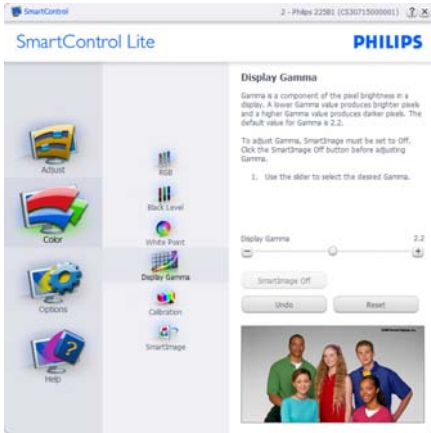 SmartControl
2 - Philips 225B1 (CS30715000001)
SmartControl Lite
PHILIPS
Adjust
Color
Options
Help
RGB
Black Level
White Point
Display Gamma
Calibration
SmartImage
Display Gamma
Gamma is a component of the pixel brightness in a
display. A lower Gamma value produces brighter pixels
and a higher Gamma value produces darker pixels. The
default value for Gamma is 2.2.
To adjust Gamma, SmartImage must be set to Off.
Click the SmartImage Off button before adjusting
Gamma.
1. Use the slider to select the desired Gamma.
Display Gamma
2.2
SmartImage Off
Undo
Reset